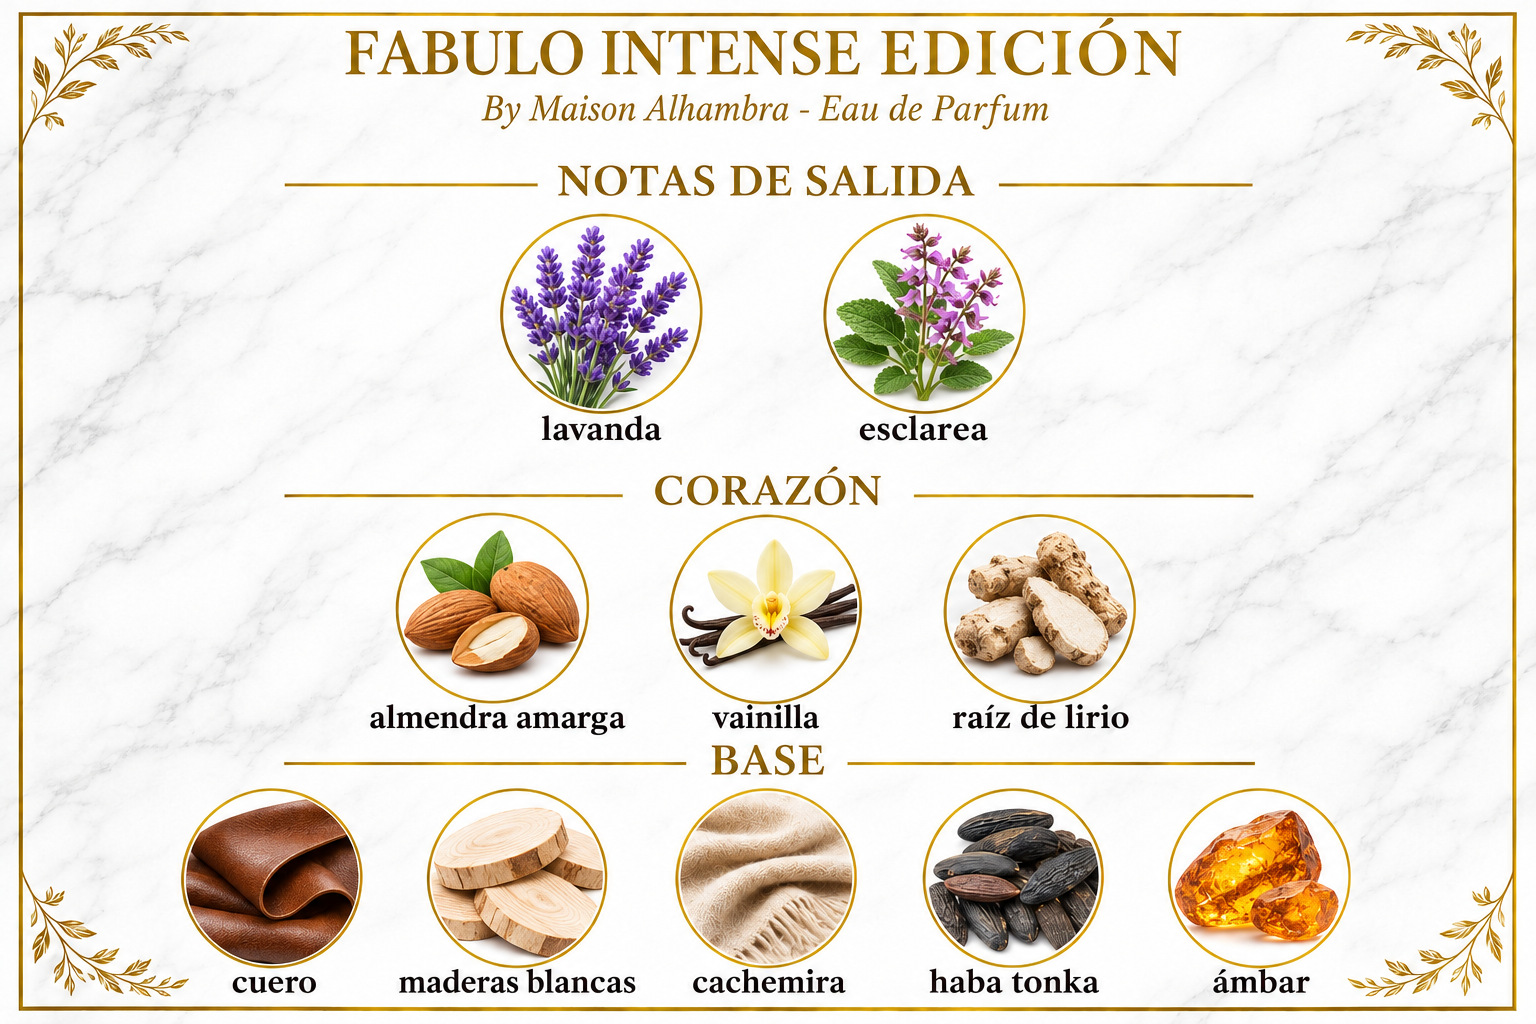 FABULO INTENSE EDICIÓN
By Maison Alhambra - Eau de Parfum
NOTAS DE SALIDA
lavanda
esclarea
CORAZÓN
almendra amarga
vainilla
raíz de lirio
BASE
cuero
maderas blancas
cachemira
haba tonka
ámbar